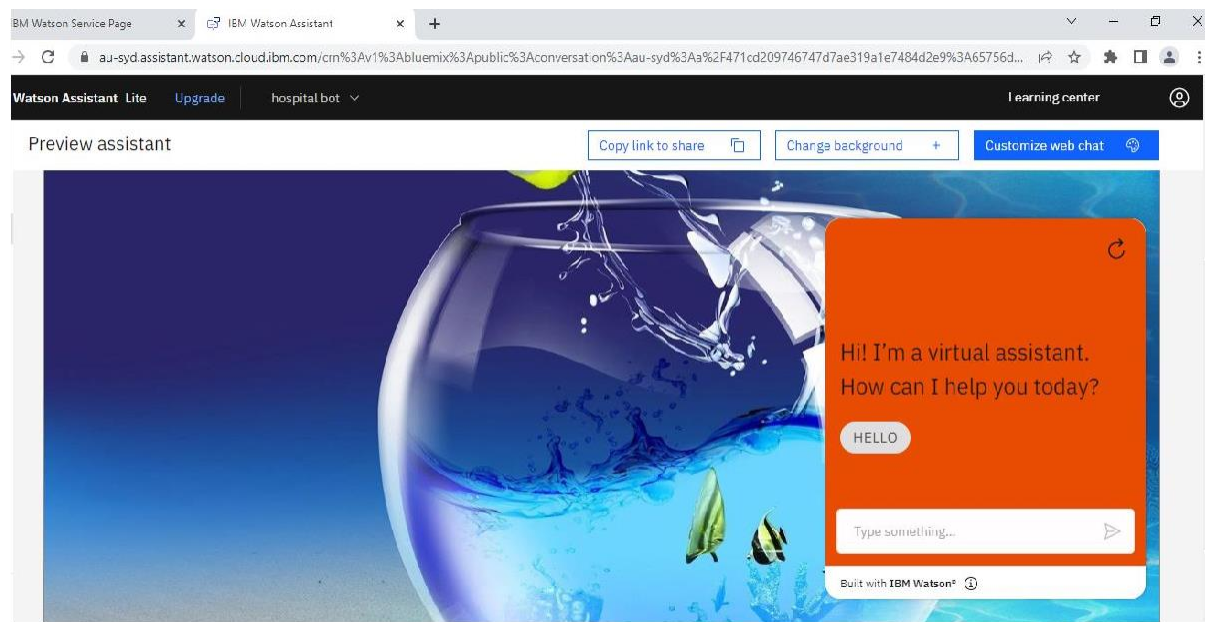 BM Watson Service Page
IBM Watson Assistant
au-syd.assistant.watson.cloud.ibm.com/crn%3Av1%3Abluemix%3Apublic%3Aconversation%3Aau-syd%3Aa%2F471cd209746747d7ae319a1e7484d2e9%3A65756d...
Watson Assistant Lite
Upgrade
hospital bot
Learning center
Preview assistant
Copy link to share
Change background +
Customize web chat
Hi! I'm a virtual assistant.
How can I help you today?
HELLO
Type something...
Built with IBM Watson®